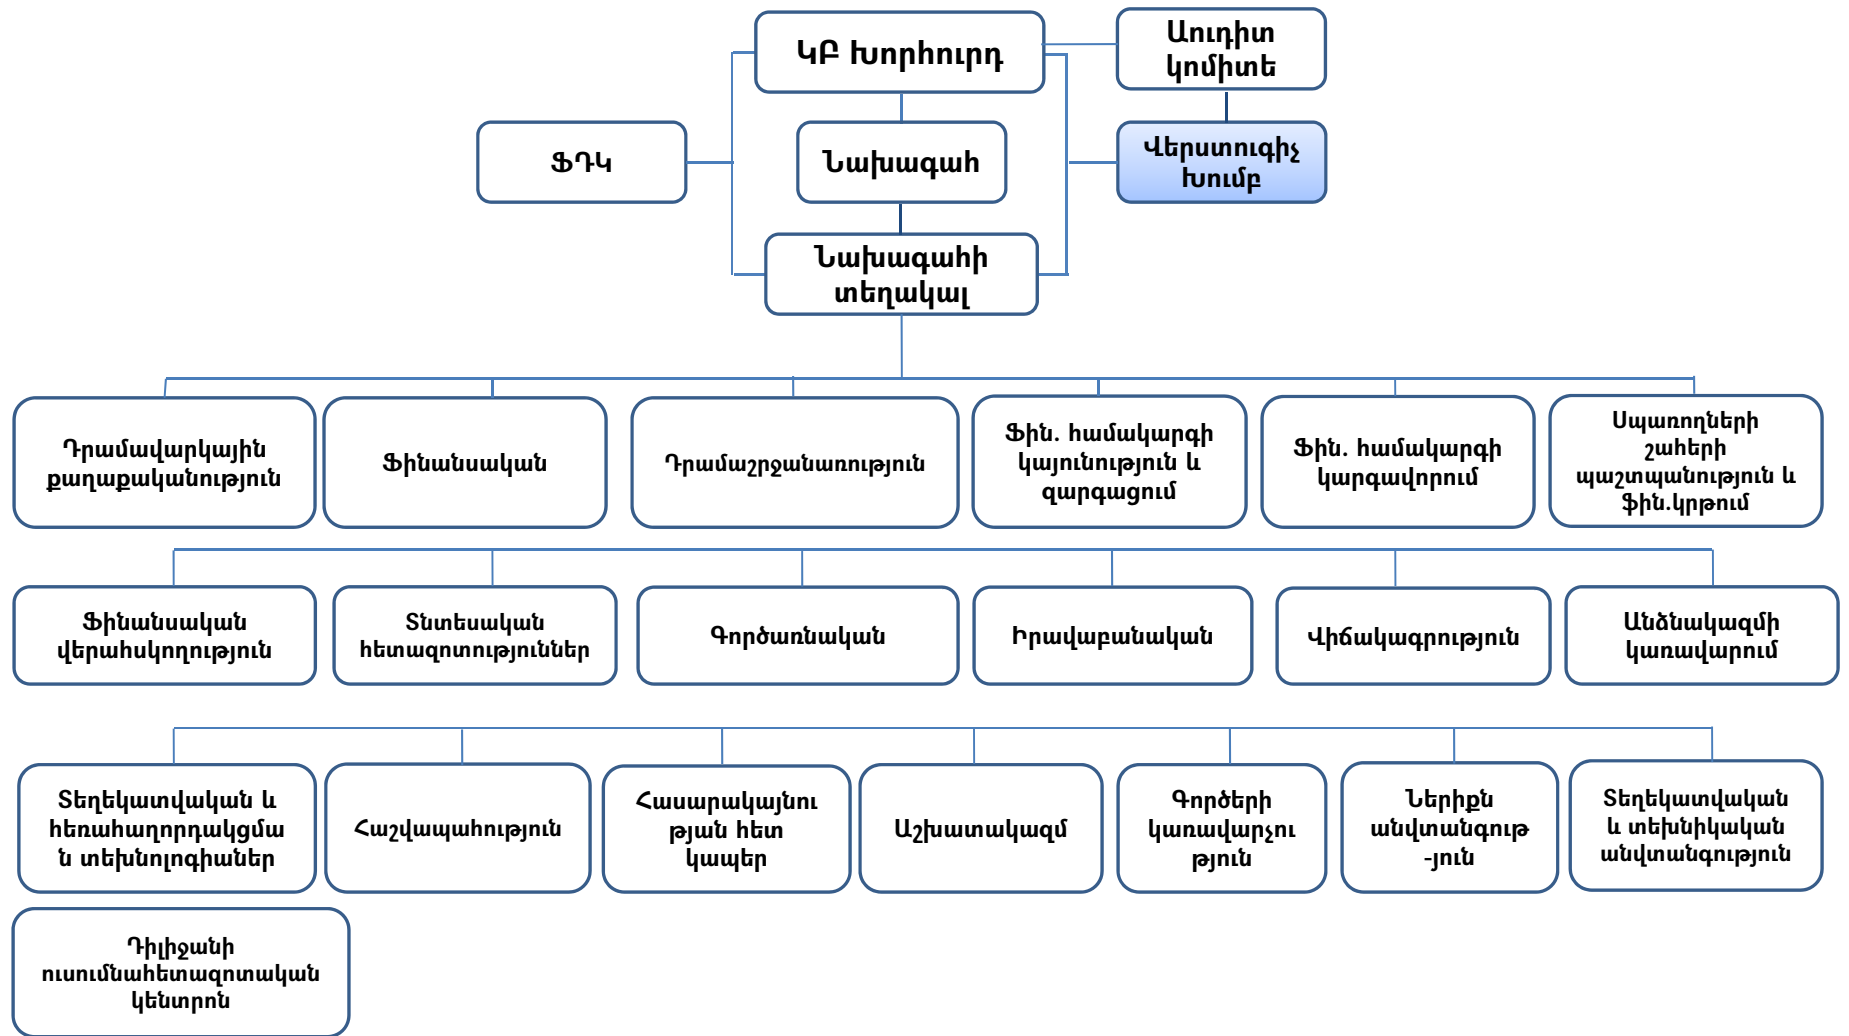 ԿԲ Խորհուրդ
Աուդիտ
կոմիտե
ՖԴԿ
Նախագահ
Վերստուգիչ
Խումբ
Նախագահի
տեղակալ
Դրամավարկային
քաղաքականություն
Ֆինանսական
Դրամաշրջանառություն
Ֆին. համակարգի
կայունություն և
զարգացում
Ֆին. համակարգի
կարգավորում
Սպառողների
շահերի
պաշտպանություն և
ֆին.կրթում
Ֆինանսական
վերահսկողություն
Տնտեսական
հետազոտություններ
Գործառնական
Իրավաբանական
Վիճակագրություն
Անձնակազմի
կառավարում
Տեղեկատվական և
հեռահաղորդակցմա
ն տեխնոլոգիաներ
Հաշվապահություն
Հասարակայնու
թյան հետ
կապեր
Աշխատակազմ
Գործերի
կառավարչու
թյուն
Ներիքն
անվտանգութ
-յուն
Տեղեկատվական
և տեխնիկական
անվտանգություն
Դիլիջանի
ուսումնահետազոտական
կենտրոն